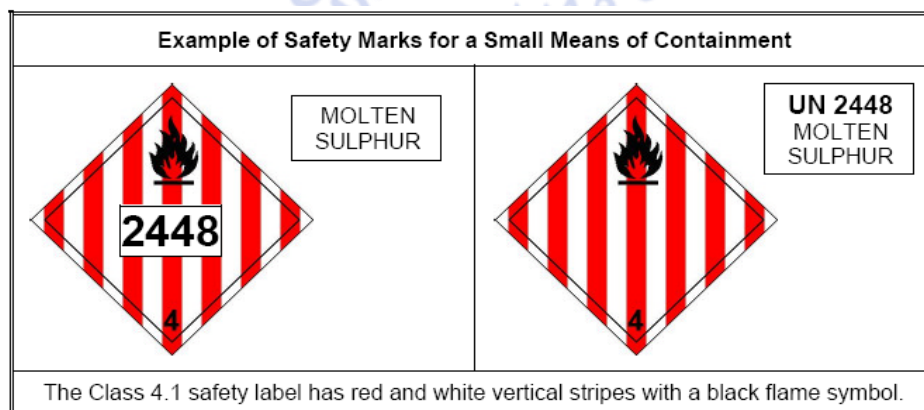 Example of Safety Marks for a Small Means of Containment
MOLTEN
SULPHUR
2448
4
UN 2448
MOLTEN
SULPHUR
4
The Class 4.1 safety label has red and white vertical stripes with a black flame symbol.